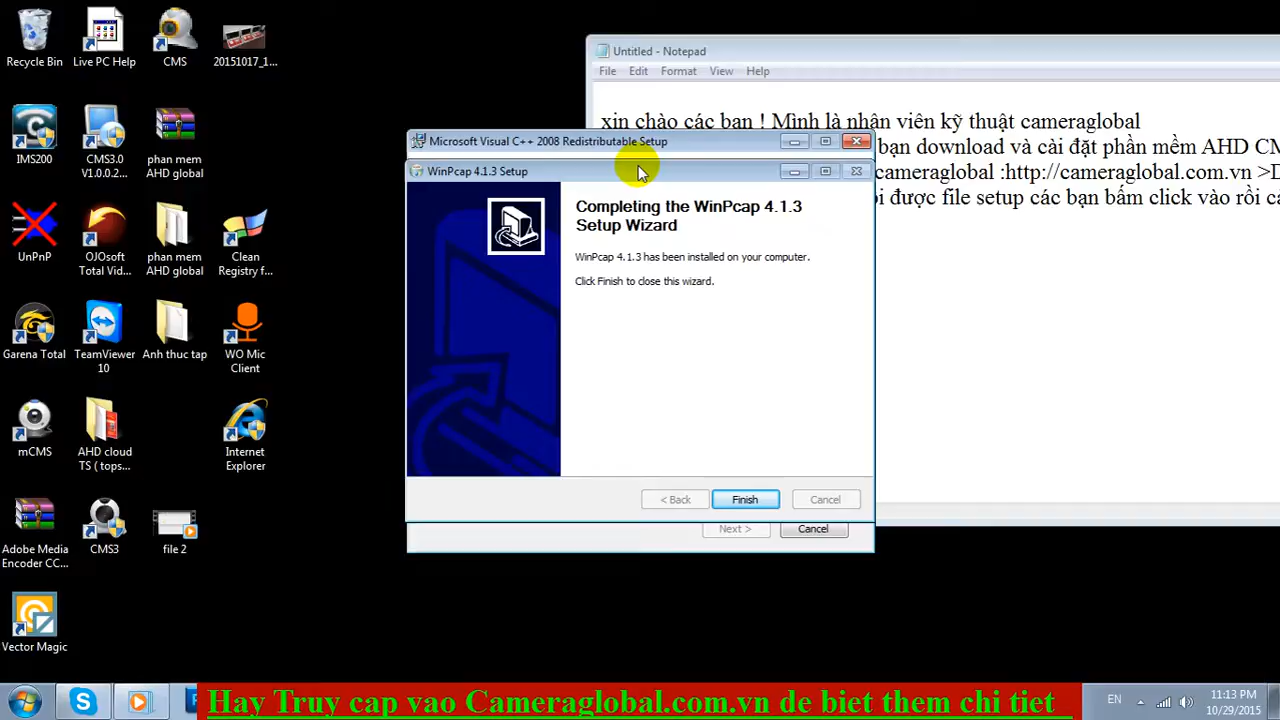 Recycle Bin
Live PC Help
CMS
20151017_1...
IMS200
CMS3.0
V1.0.0.2...
phan mem
AHD global
UnPnP
OJOsoft
Total Vid...
phan mem
AHD global
Clean
Registry f...
Garena Total
TeamViewer
10
Anh thuc tap
WO Mic
Client
mCMS
AHD cloud
TS ( tops...
Internet
Explorer
Adobe Media
Encoder CC...
CMS3
file 2
Vector Magic
Untitled - Notepad
File Edit Format View Help
xin chào các bạn ! Mình là nhân viên kỳ thuật cameraglobal
bạn download và cài đặt phần mềm AHD CM
cameraglobal :http://cameraglobal.com.vn >D
được file setup các bạn bấm click vào rồi cà
Microsoft Visual C++ 2008 Redistributable Setup
WinPcap 4.1.3 Setup
Completing the WinPcap 4.1.3
Setup Wizard
WinPcap 4.1.3 has been installed on your computer.
Click Finish to close this wizard.
< Back Finish Cancel
Next > Cancel
Hay Truy cap vao Cameraglobal.com.vn de biet them chi tiet
EN
11:13 PM
10/29/2015